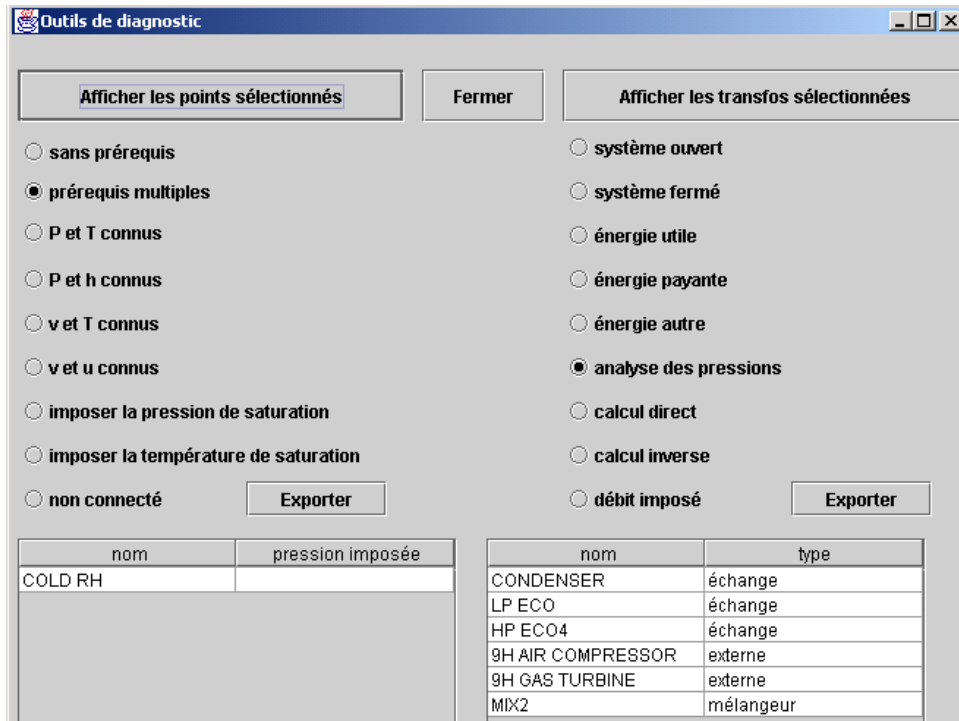 Outils de diagnostic
Afficher les points sélectionnés
Fermer
Afficher les transfos sélectionnées
sans prérequis
prérequis multiples
P et T connus
P et h connus
v et T connus
v et u connus
imposer la pression de saturation
imposer la température de saturation
non connecté
Exporter
système ouvert
système fermé
énergie utile
énergie payante
énergie autre
analyse des pressions
calcul direct
calcul inverse
débit imposé
Exporter
nom pression imposée
COLD RH
nom type
CONDENSER échange
LP ECO échange
HP ECO4 échange
9H AIR COMPRESSOR externe
9H GAS TURBINE externe
MIX2 mélangeur